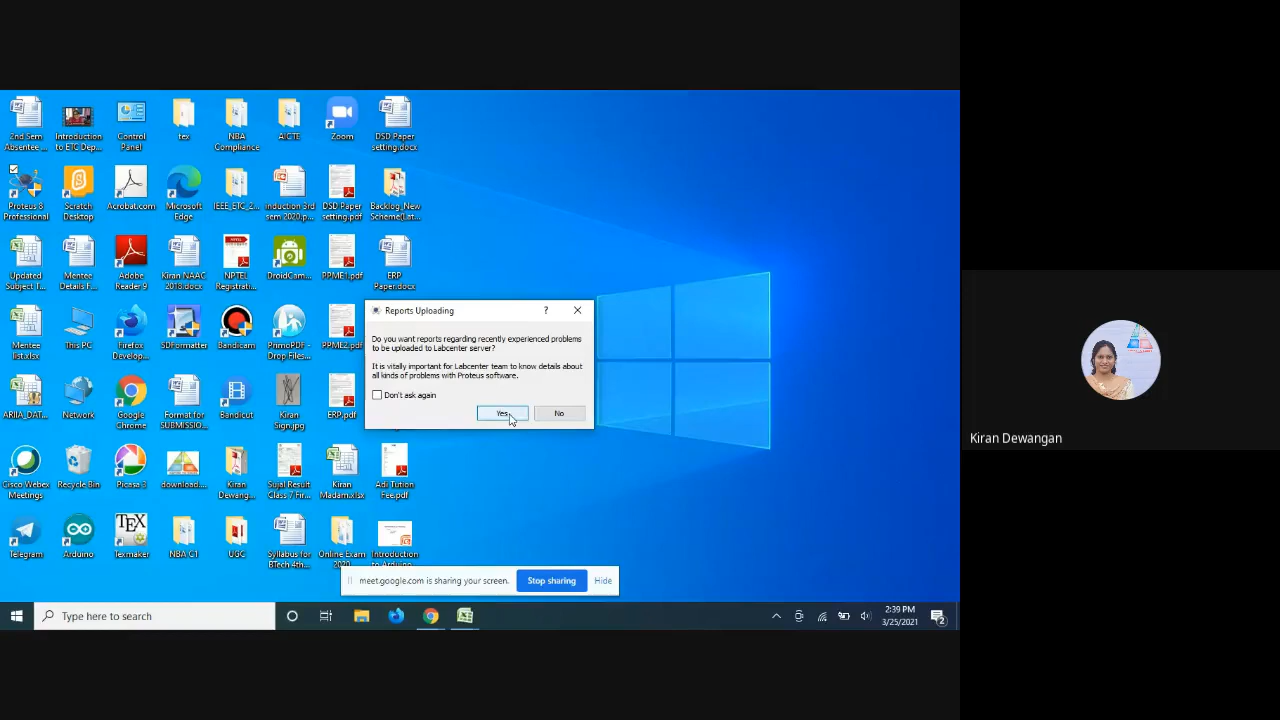 2nd Sem
Absentee ...
Introduction
to ETC Dep...
Control
Panel
tex
NBA
Compliance
AICTE
Zoom
DSD Paper
setting.docx
Proteus 8
Professional
Scratch
Desktop
Acrobat.com
Microsoft
Edge
IEEE_ETC_2...
induction 3rd
sem 2020.p...
DSD Paper
setting.pdf
Backlog_New
Scheme(Lat...
Updated
Subject T...
Mentee
Details F...
Adobe
Reader 9
Kiran NAAC
2018.docx
NPTEL
Registrati...
DroidCam...
PPME1.pdf
ERP
Paper.docx
Mentee
list.xlsx
This PC
Firefox
Develop...
SDFormatter
Bandicam
PrimoPDF -
Drop Files...
PPME2.pdf
Reports Uploading
?
Do you want reports regarding recently experienced problems
to be uploaded to Labcenter server?
It is vitally important for Labcenter team to know details about
all kinds of problems with Proteus software.
Don't ask again
Yes
No
ARIIA_DAT...
Network
Google
Chrome
Format for
SUBMISSIO...
Bandicut
Kiran
Sign.jpg
ERP.pdf
Cisco Webex
Meetings
Recycle Bin
Picasa 3
download....
Kiran
Dewang...
Sujal Result
Class 7 Fir...
Kiran
Madam.xlsx
Adi Tution
Fee.pdf
Telegram
Arduino
Texmaker
NBA C1
UGC
Syllabus for
BTech 4th...
Online Exam
2020
Introduction
to Arduino...
meet.google.com is sharing your screen.
Stop sharing
Hide
Type here to search
2:39 PM
3/25/2021
2
Kiran Dewangan